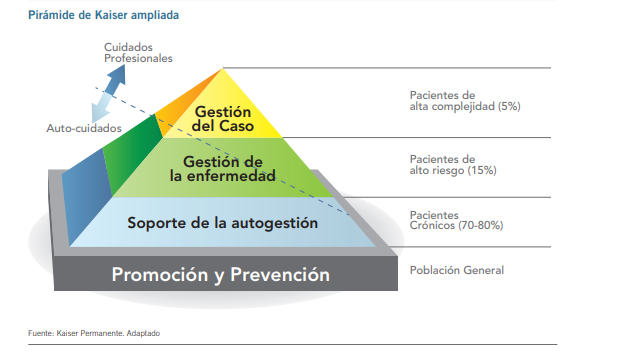 Pirámide de Kaiser ampliada
Cuidados
Profesionales
Auto-cuidados
Gestión
del Caso
Pacientes de
alta complejidad (5%)
Gestión de
la enfermedad
Pacientes de
alto riesgo (15%)
Soporte de la autogestión
Pacientes
Crónicos (70-80%)
Promoción y Prevención
Población General
Fuente: Kaiser Permanente. Adaptado